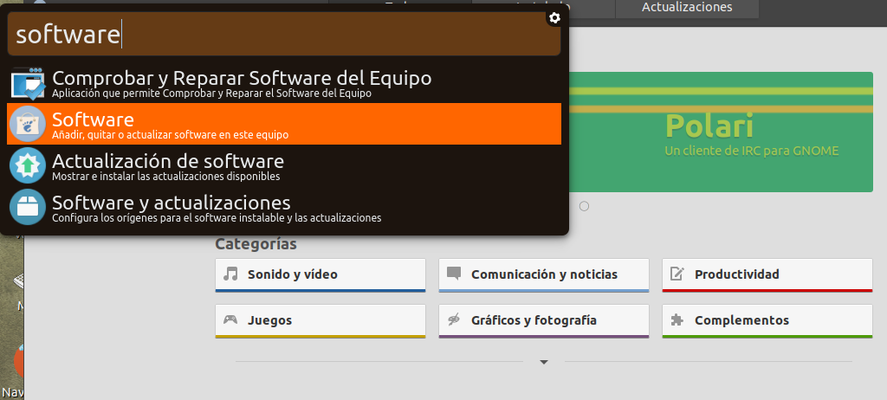 Actualizaciones
software
Comprobar y Reparar Software del Equipo
Aplicación que permite Comprobar y Reparar el Software del Equipo
Software
Añadir, quitar o actualizar software en este equipo
Actualización de software
Mostrar e instalar las actualizaciones disponibles
Software y actualizaciones
Configura los orígenes para el software instalable y las actualizaciones
Polari
Un cliente de IRC para GNOME
Categorías
Sonido y vídeo
Comunicación y noticias
Productividad
Juegos
Gráficos y fotografía
Complementos
Nav